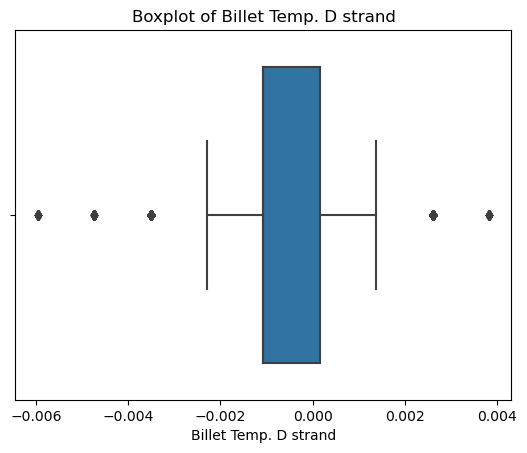 Boxplot of Billet Temp. D strand
−0.006 −0.004 −0.002 0.000 0.002 0.004
Billet Temp. D strand